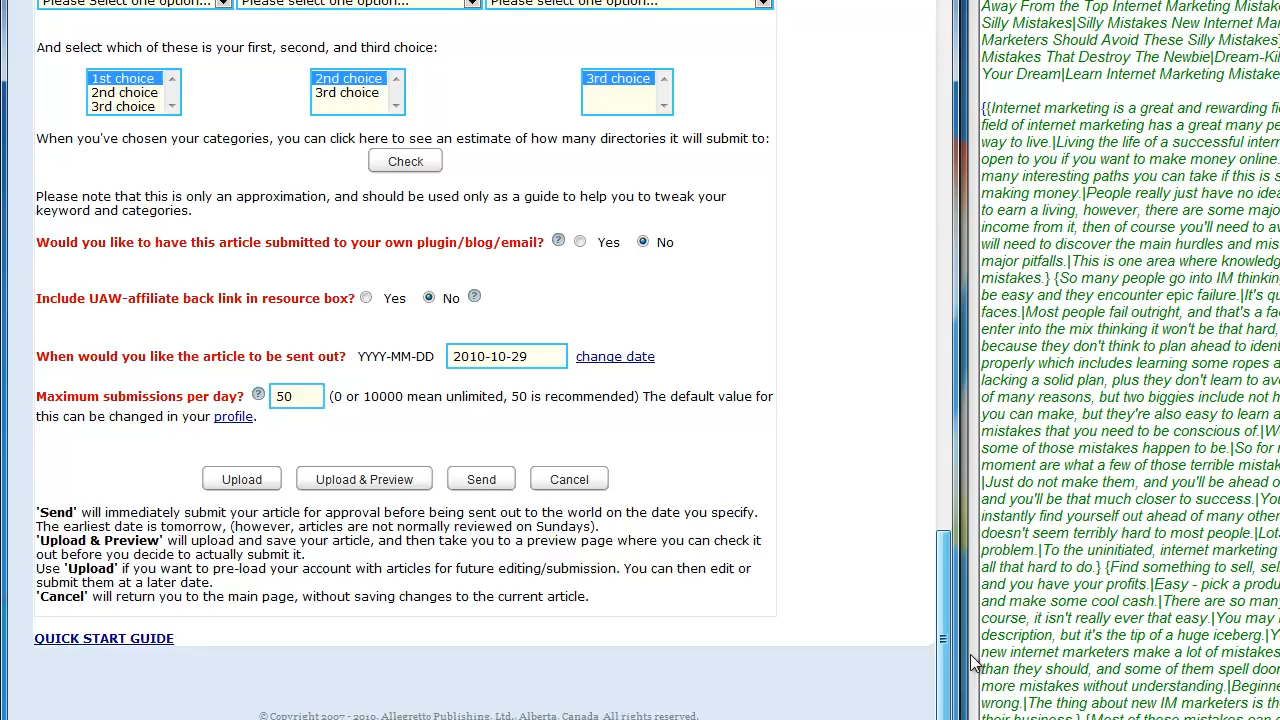 Please Select one option... Please select one option... Please select one option...
And select which of these is your first, second, and third choice:
1st choice
2nd choice
3rd choice
2nd choice
3rd choice
3rd choice
When you've chosen your categories, you can click here to see an estimate of how many directories it will submit to:
Check
Please note that this is only an approximation, and should be used only as a guide to help you to tweak your
keyword and categories.
Would you like to have this article submitted to your own plugin/blog/email? ? Yes No
Include UAW-affiliate back link in resource box? Yes No ?
When would you like the article to be sent out? YYYY-MM-DD 2010-10-29 change date
Maximum submissions per day? ? 50 (0 or 10000 mean unlimited, 50 is recommended) The default value for
this can be changed in your profile.
Upload Upload & Preview Send Cancel
'Send' will immediately submit your article for approval before being sent out to the world on the date you specify.
The earliest date is tomorrow, (however, articles are not normally reviewed on Sundays).
'Upload & Preview' will upload and save your article, and then take you to a preview page where you can check it
out before you decide to actually submit it.
Use 'Upload' if you want to pre-load your account with articles for future editing/submission. You can then edit or
submit them at a later date.
'Cancel' will return you to the main page, without saving changes to the current article.
QUICK START GUIDE
© Copyright 2007 - 2010, Allegretto Publishing, Ltd., Alberta, Canada All rights reserved.
Away From the Top Internet Marketing
Silly Mistakes|Silly Mistakes New Internet
Marketers Should Avoid These Silly
Mistakes That Destroy The Newbie|
Your Dream|Learn Internet Marketing
{{Internet marketing is a great and rewarding
field of internet marketing has a great many
way to live.|Living the life of a successful
open to you if you want to make money online.
many interesting paths you can take if this is
making money.|People really just have no
to earn a living, however, there are some
income from it, then of course you'll need to
will need to discover the main hurdles and
major pitfalls.|This is one area where
mistakes.} {So many people go into IM
be easy and they encounter epic failure.|It's
faces.|Most people fail outright, and that's a
enter into the mix thinking it won't be that hard,
because they don't think to plan ahead to
properly which includes learning some ropes
lacking a solid plan, plus they don't learn to
of many reasons, but two biggies include not
you can make, but they're also easy to learn
mistakes that you need to be conscious of.|
some of those mistakes happen to be.|So for
moment are what a few of those terrible
|Just do not make them, and you'll be ahead
and you'll be that much closer to success.|
instantly find yourself out ahead of many
doesn't seem terribly hard to most people.|
problem.|To the uninitiated, internet marketing
all that hard to do.} {Find something to sell,
and you have your profits.|Easy - pick a
and make some cool cash.|There are so
course, it isn't really ever that easy.|You may
description, but it's the tip of a huge iceberg.|
new internet marketers make a lot of mistakes
than they should, and some of them spell
more mistakes without understanding.|
wrong.|The thing about new IM marketers is
their business.} {Most of those mistakes